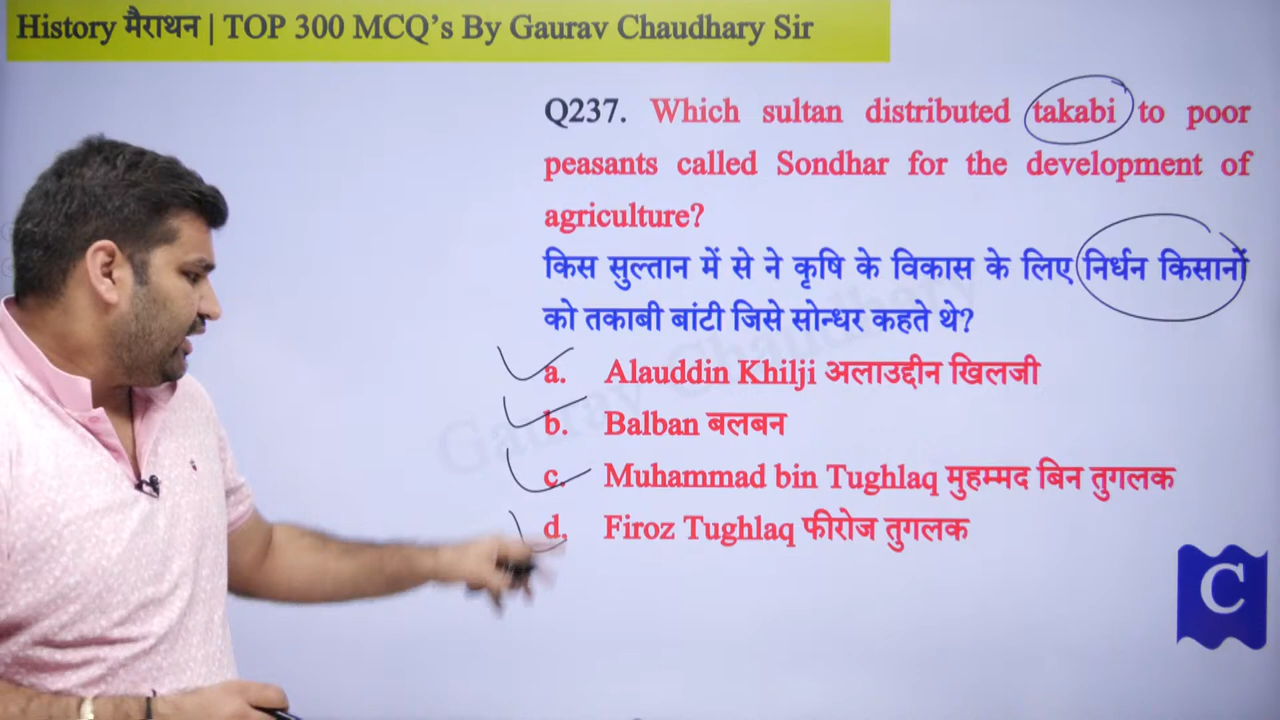 History मैराथन | TOP 300 MCQ’s By Gaurav Chaudhary Sir
Q237. Which sultan distributed takabi to poor
peasants called Sondhar for the development of
agriculture?
किस सुल्तान में से ने कृषि के विकास के लिए निर्धन किसानों
को तकाबी बांटी जिसे सोन्धर कहते थे?
a. Alauddin Khilji अलाउद्दीन खिलजी
b. Balban बलबन
c. Muhammad bin Tughlaq मुहम्मद बिन तुगलक
d. Firoz Tughlaq फीरोज तुगलक
Gaurav Chaudhary
C